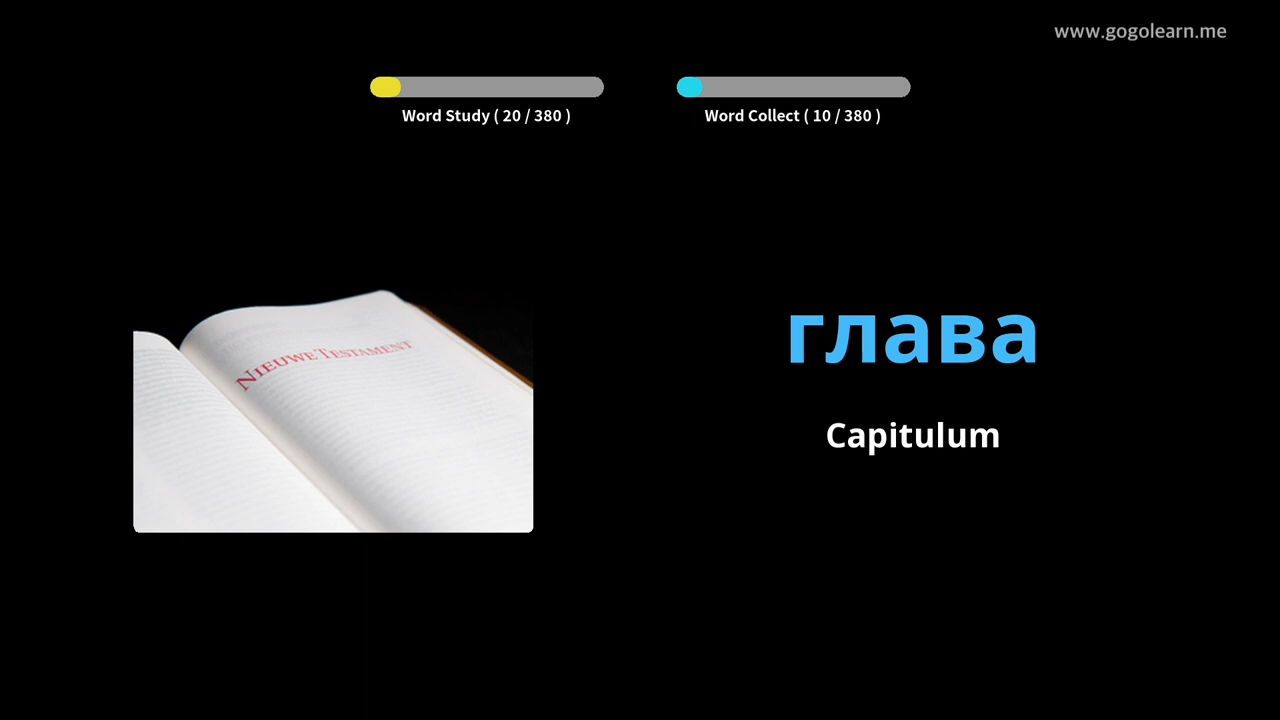 www.gogolearn.me
Word Study ( 20 / 380 )
Word Collect ( 10 / 380 )
NIEUWE TESTAMENT
глава
Capitulum